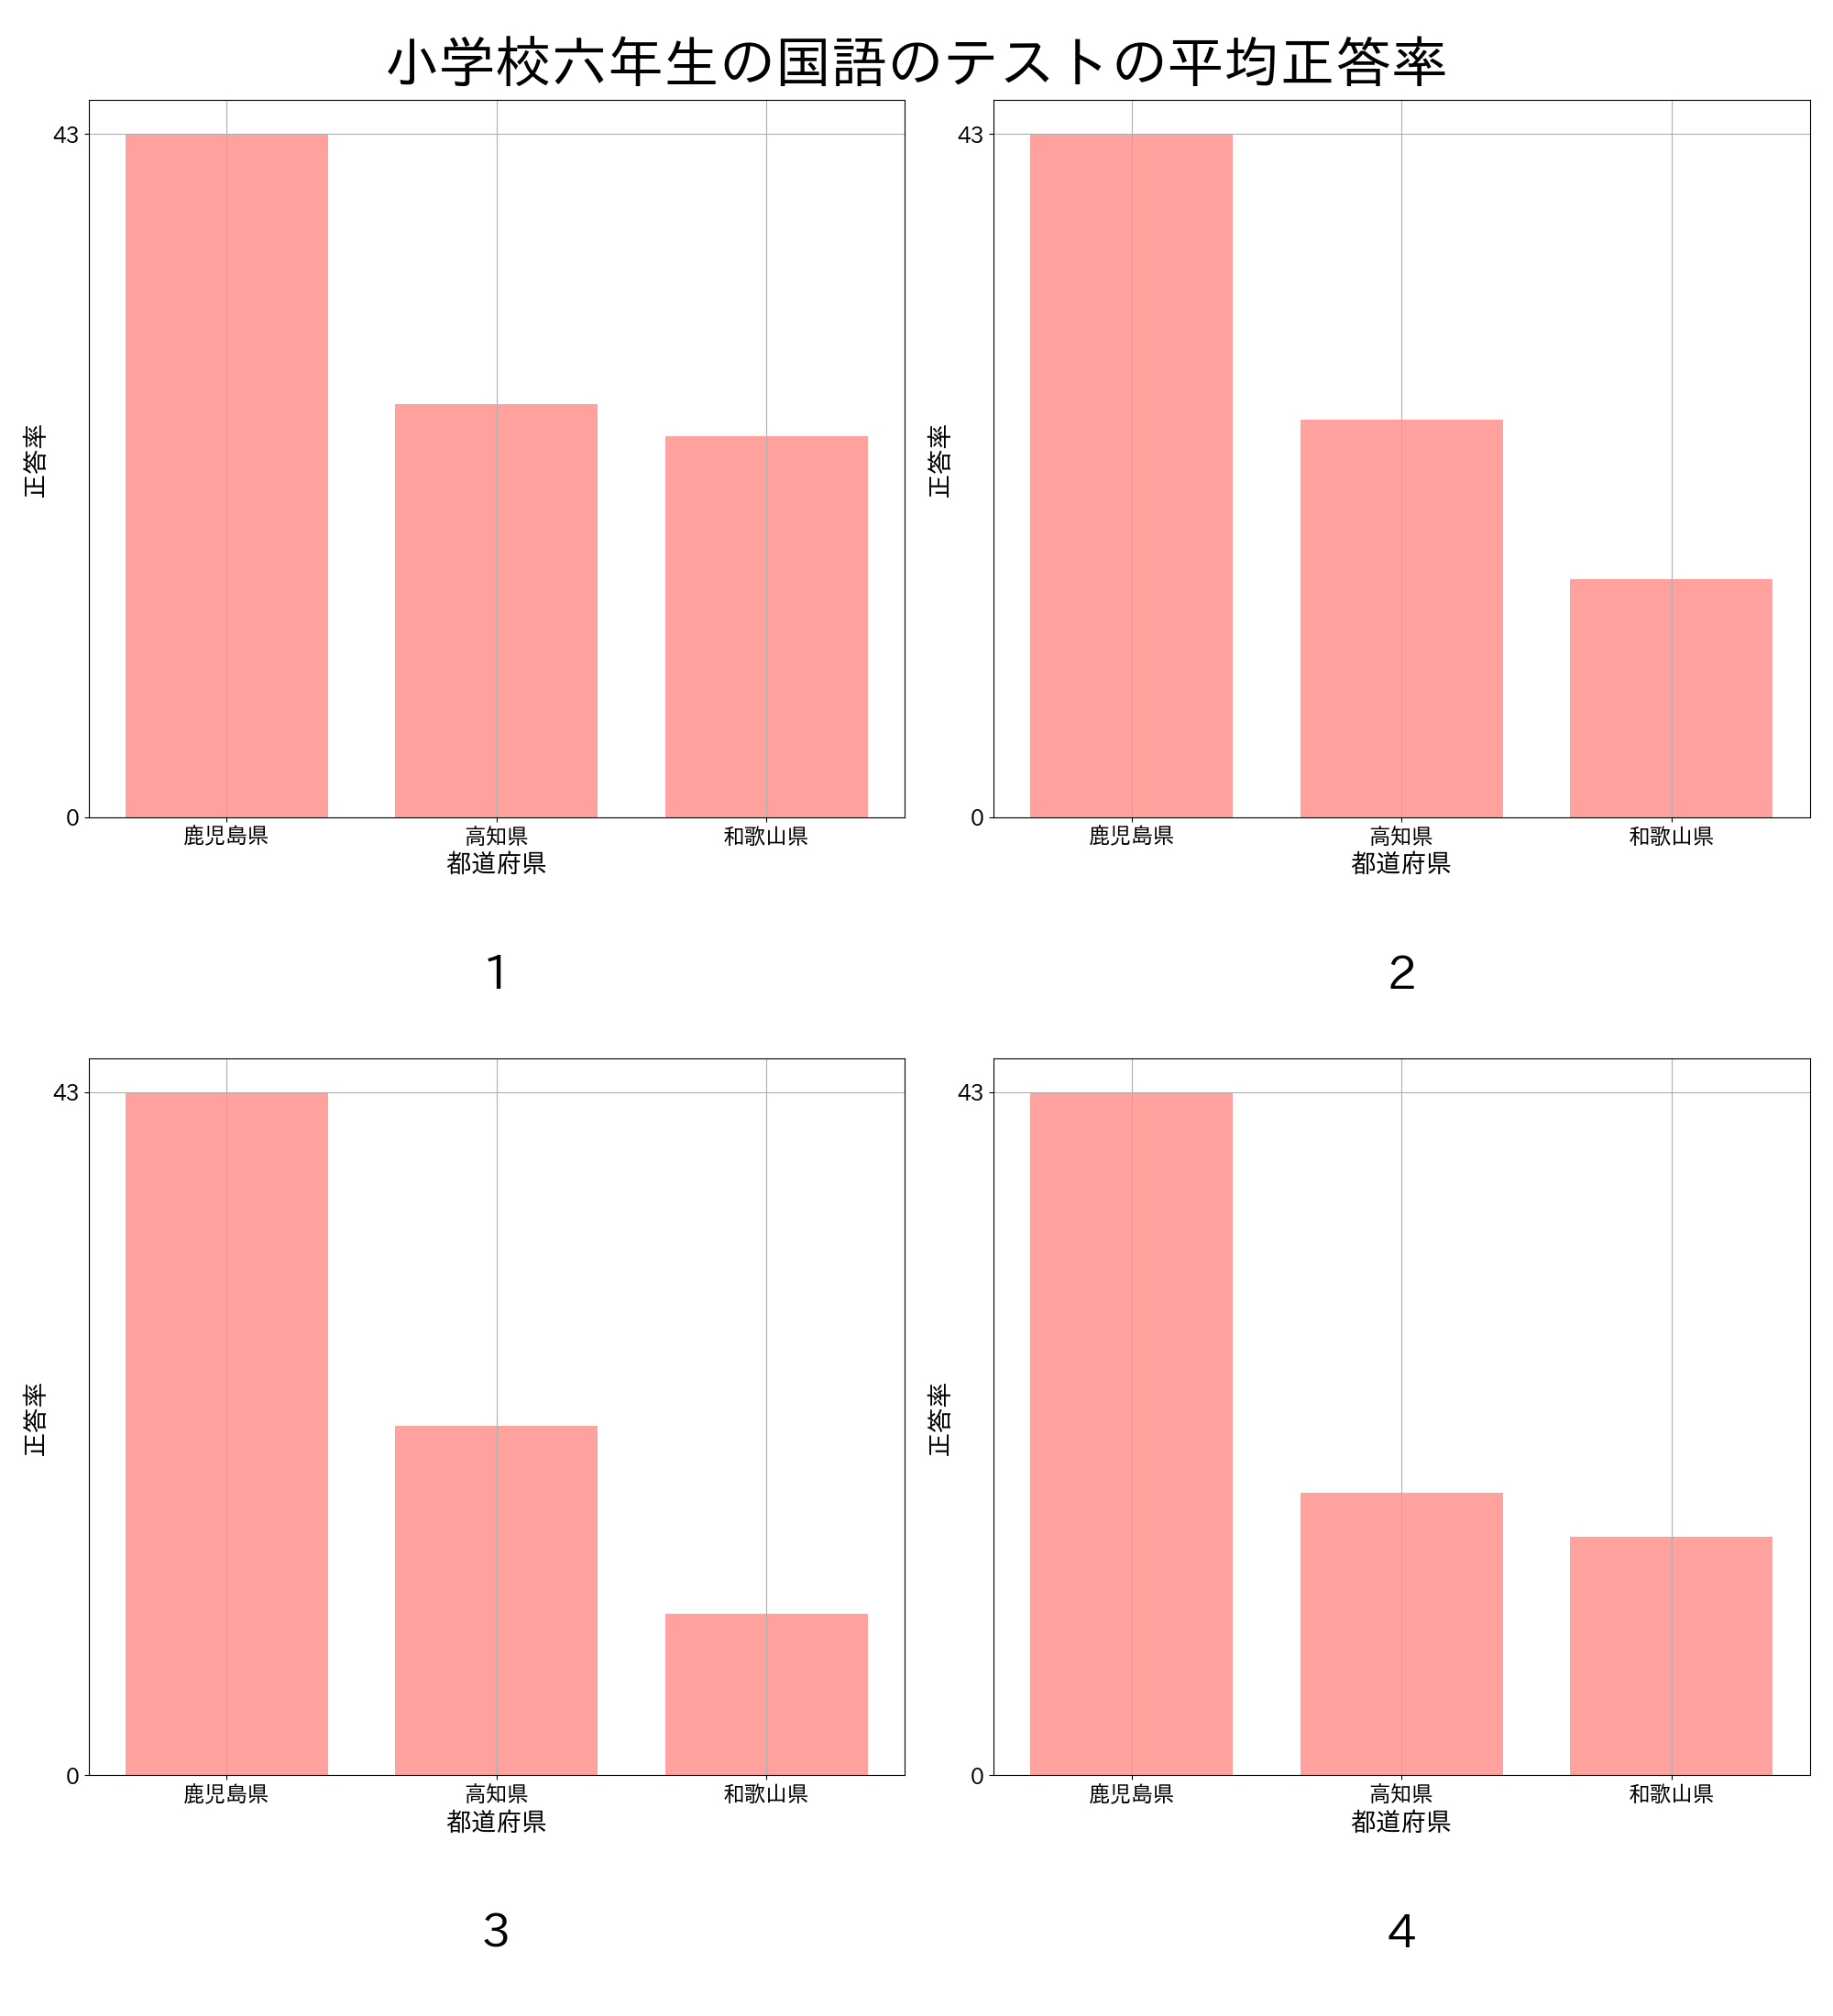 小学校六年生の国語のテストの平均正答率
43
0
正答率
鹿児島県 高知県 和歌山県
都道府県
1
43
0
正答率
鹿児島県 高知県 和歌山県
都道府県
2
43
0
正答率
鹿児島県 高知県 和歌山県
都道府県
3
43
0
正答率
鹿児島県 高知県 和歌山県
都道府県
4